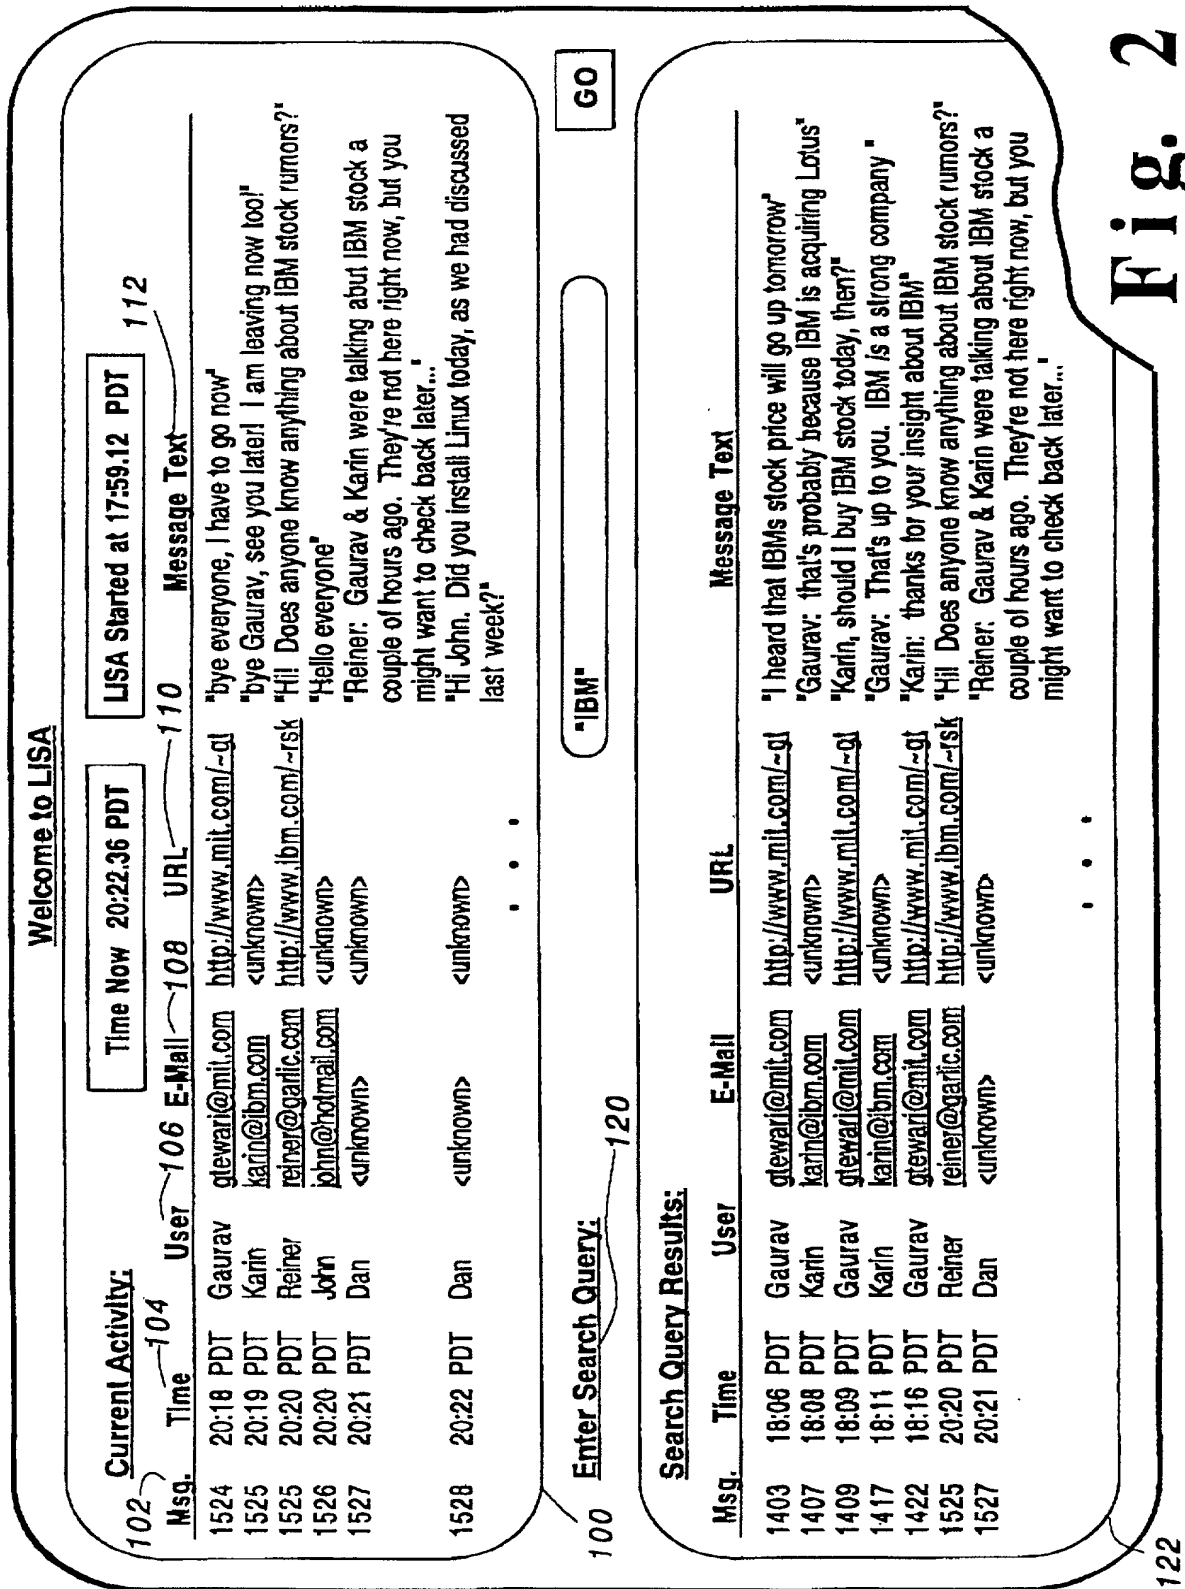 Welcome to LISA
Time Now 20:22.36 PDT
LISA Started at 17:59.12 PDT
Current Activity:
102
104
106
108
110
112
Msg. Time User E-Mail URL Message Text
1524 20:18 PDT Gaurav gtewari@mit.com http://www.mit.com/~gt "bye everyone, I have to go now"
1525 20:19 PDT Karin karin@ibm.com <unknown> "bye Gaurav, see you later! I am leaving now too!"
1525 20:20 PDT Reiner reiner@garlic.com http://www.ibm.com/~rsk "Hi! Does anyone know anything about IBM stock rumors?"
1526 20:20 PDT John john@hotmail.com <unknown> "Hello everyone"
1527 20:21 PDT Dan <unknown> <unknown> "Reiner: Gaurav & Karin were talking abut IBM stock a
couple of hours ago. They're not here right now, but you
might want to check back later..."
1528 20:22 PDT Dan <unknown> <unknown> "Hi John. Did you install Linux today, as we had discussed
last week?"
. . .
100
Enter Search Query:
"IBM"
GO
120
Search Query Results:
Msg. Time User E-Mail URL Message Text
1403 18:06 PDT Gaurav gtewari@mit.com http://www.mit.com/~gt "I heard that IBMs stock price will go up tomorrow"
1407 18:08 PDT Karin karin@ibm.com <unknown> "Gaurav: that's probably because IBM is acquiring Lotus"
1409 18:09 PDT Gaurav gtewari@mit.com http://www.mit.com/~gt "Karin, should I buy IBM stock today, then?"
1417 18:11 PDT Karin karin@ibm.com <unknown> "Gaurav: That's up to you. IBM is a strong company "
1422 18:16 PDT Gaurav gtewari@mit.com http://www.mit.com/~gt "Karin: thanks for your insight about IBM"
1525 20:20 PDT Reiner reiner@garlic.com http://www.ibm.com/~rsk "Hi! Does anyone know anything about IBM stock rumors?"
1527 20:21 PDT Dan <unknown> <unknown> "Reiner: Gaurav & Karin were talking about IBM stock a
couple of hours ago. They're not here right now, but you
might want to check back later..."
. . .
122
Fig. 2